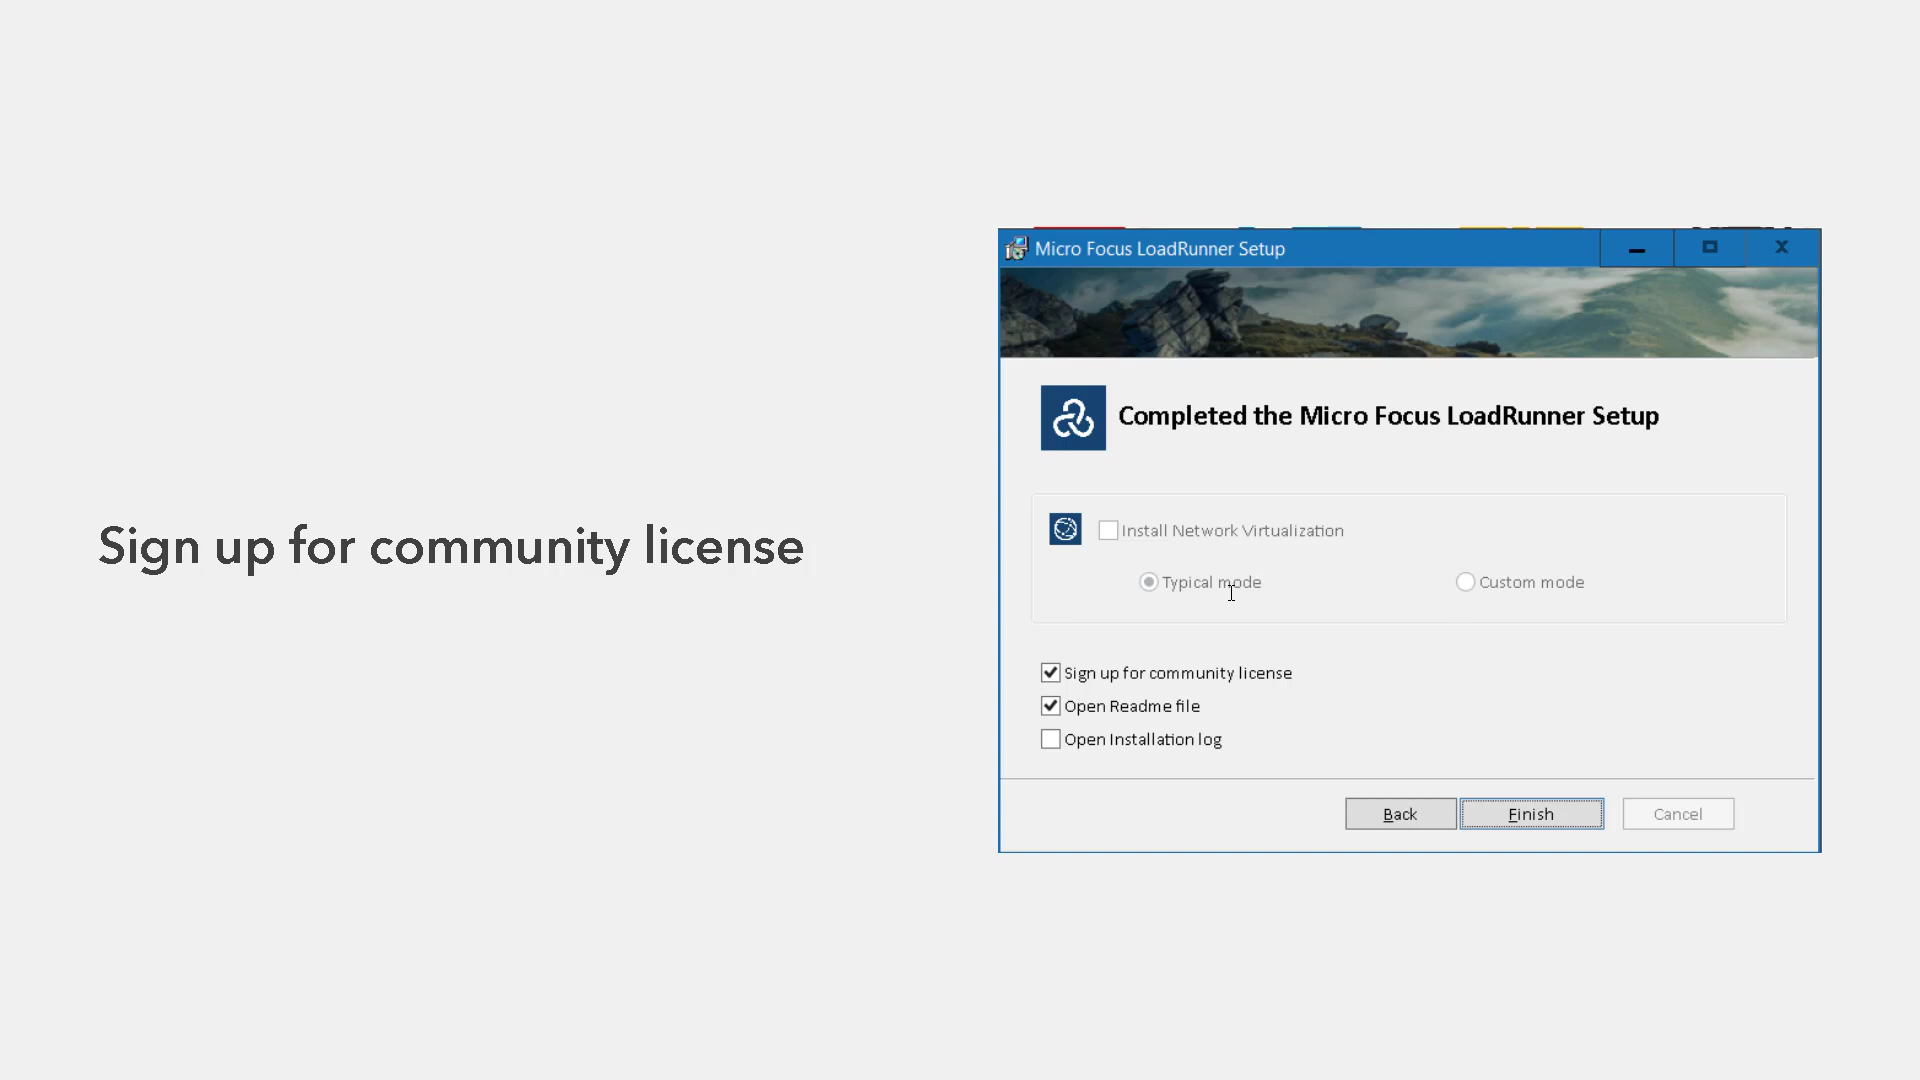 Sign up for community license
Micro Focus LoadRunner Setup
Completed the Micro Focus LoadRunner Setup
Install Network Virtualization
Typical mode
Custom mode
Sign up for community license
Open Readme file
Open Installation log
Back
Finish
Cancel